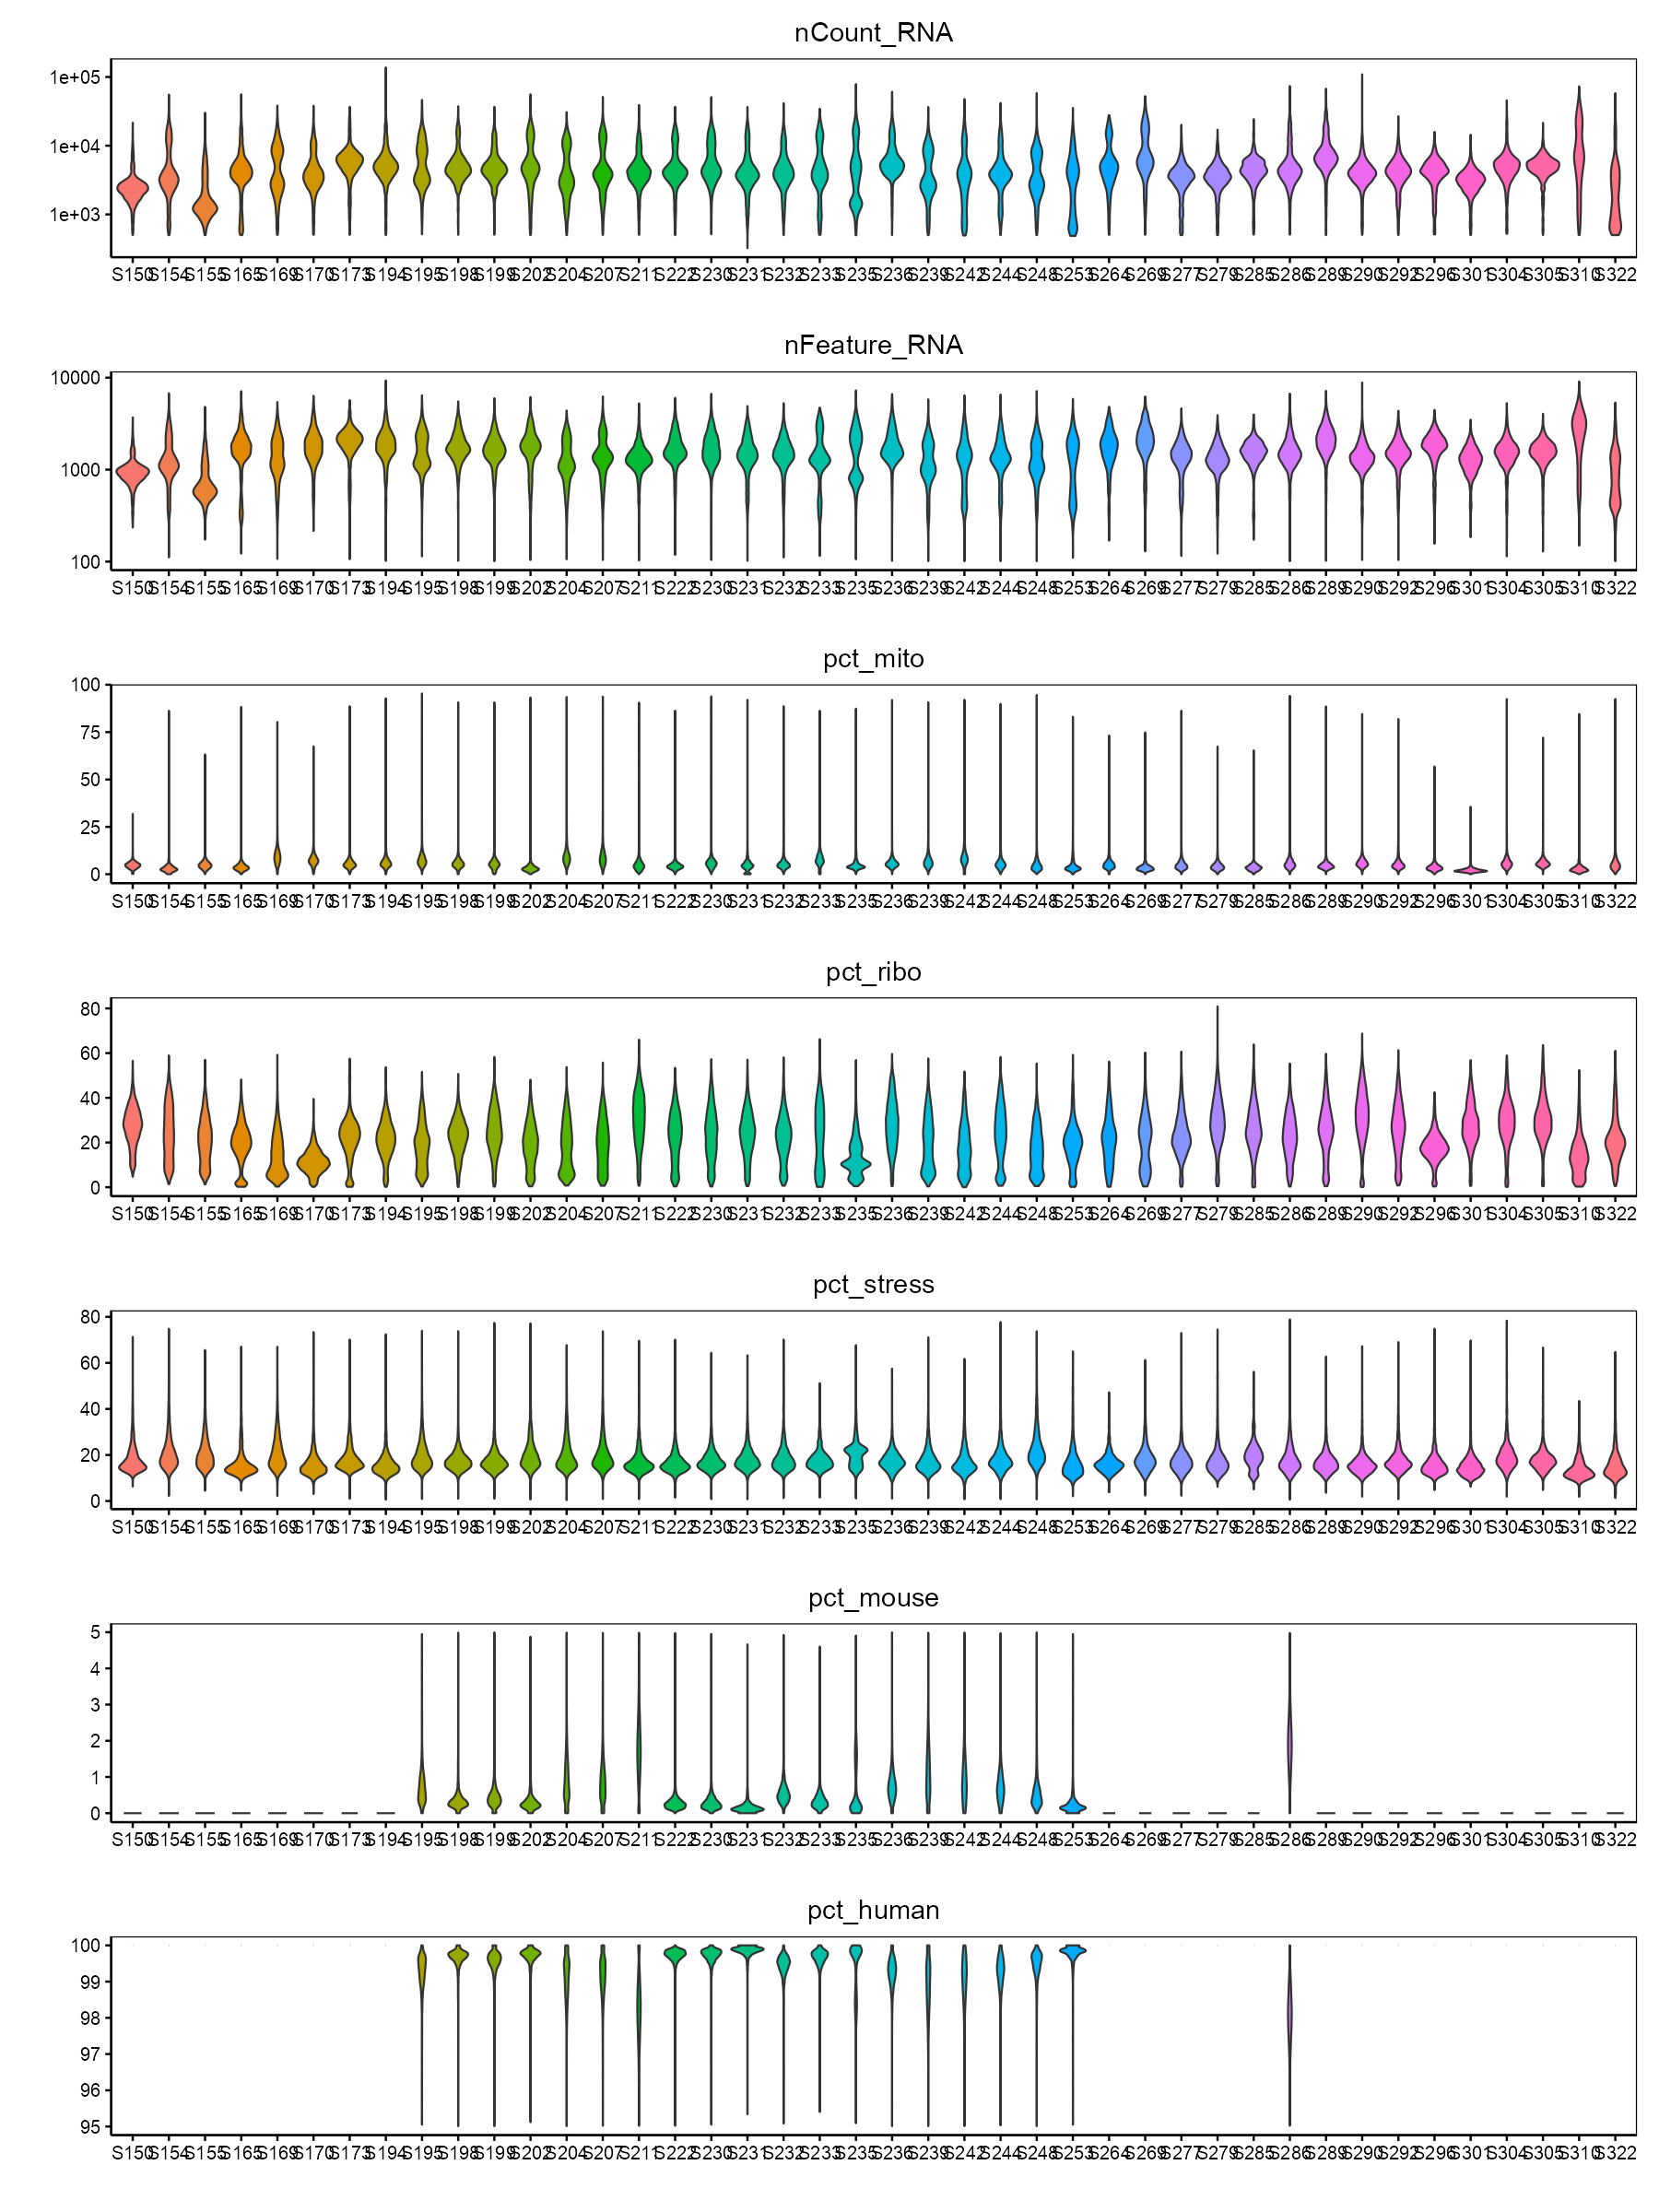 nCount_RNA
1e+05
1e+04
1e+03
S150 S154 S155 S165 S169 S170 S173 S194 S195 S198 S199 S202 S204 S207 S211 S222 S230 S231 S232 S233 S235 S236 S239 S242 S244 S248 S253 S264 S269 S277 S279 S285 S286 S289 S290 S292 S296 S301 S304 S305 S310 S322
nFeature_RNA
10000
1000
100
S150 S154 S155 S165 S169 S170 S173 S194 S195 S198 S199 S202 S204 S207 S211 S222 S230 S231 S232 S233 S235 S236 S239 S242 S244 S248 S253 S264 S269 S277 S279 S285 S286 S289 S290 S292 S296 S301 S304 S305 S310 S322
pct_mito
100
75
50
25
0
S150 S154 S155 S165 S169 S170 S173 S194 S195 S198 S199 S202 S204 S207 S211 S222 S230 S231 S232 S233 S235 S236 S239 S242 S244 S248 S253 S264 S269 S277 S279 S285 S286 S289 S290 S292 S296 S301 S304 S305 S310 S322
pct_ribo
80
60
40
20
0
S150 S154 S155 S165 S169 S170 S173 S194 S195 S198 S199 S202 S204 S207 S211 S222 S230 S231 S232 S233 S235 S236 S239 S242 S244 S248 S253 S264 S269 S277 S279 S285 S286 S289 S290 S292 S296 S301 S304 S305 S310 S322
pct_stress
80
60
40
20
0
S150 S154 S155 S165 S169 S170 S173 S194 S195 S198 S199 S202 S204 S207 S211 S222 S230 S231 S232 S233 S235 S236 S239 S242 S244 S248 S253 S264 S269 S277 S279 S285 S286 S289 S290 S292 S296 S301 S304 S305 S310 S322
pct_mouse
5
4
3
2
1
0
S150 S154 S155 S165 S169 S170 S173 S194 S195 S198 S199 S202 S204 S207 S211 S222 S230 S231 S232 S233 S235 S236 S239 S242 S244 S248 S253 S264 S269 S277 S279 S285 S286 S289 S290 S292 S296 S301 S304 S305 S310 S322
pct_human
100
99
98
97
96
95
S150 S154 S155 S165 S169 S170 S173 S194 S195 S198 S199 S202 S204 S207 S211 S222 S230 S231 S232 S233 S235 S236 S239 S242 S244 S248 S253 S264 S269 S277 S279 S285 S286 S289 S290 S292 S296 S301 S304 S305 S310 S322